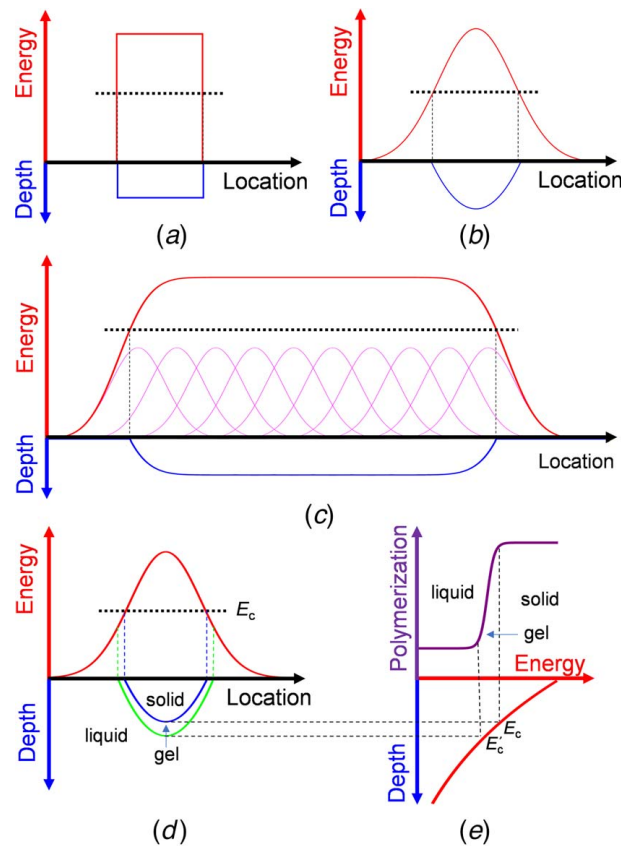 Energy
Depth
Location
(a)
Energy
Depth
Location
(b)
Energy
Depth
Location
(c)
Energy
Depth
E_c
Location
solid
liquid
gel
(d)
Polymerization
Depth
liquid
solid
gel
Energy
E_c
E'_c
(e)